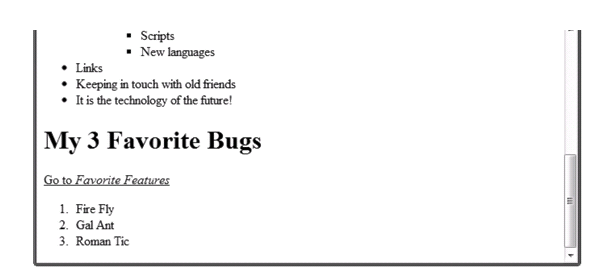 Scripts
New languages
Links
Keeping in touch with old friends
It is the technology of the future!
My 3 Favorite Bugs
Go to Favorite Features
1. Fire Fly
2. Gal Ant
3. Roman Tic